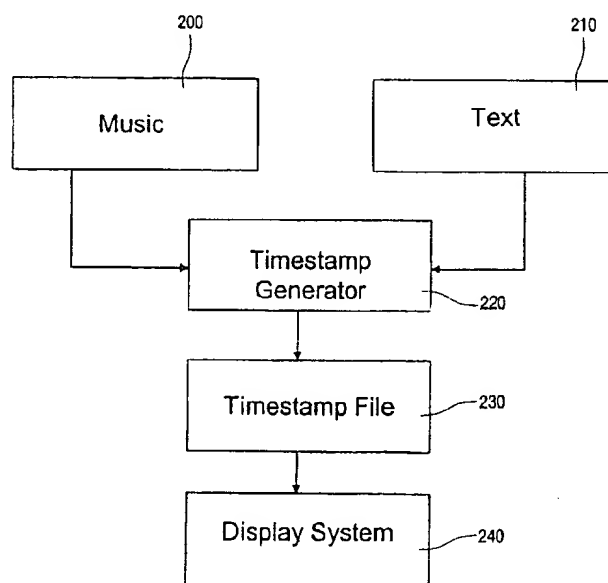 200
210
Music
Text
Timestamp
Generator
220
Timestamp File
230
Display System
240